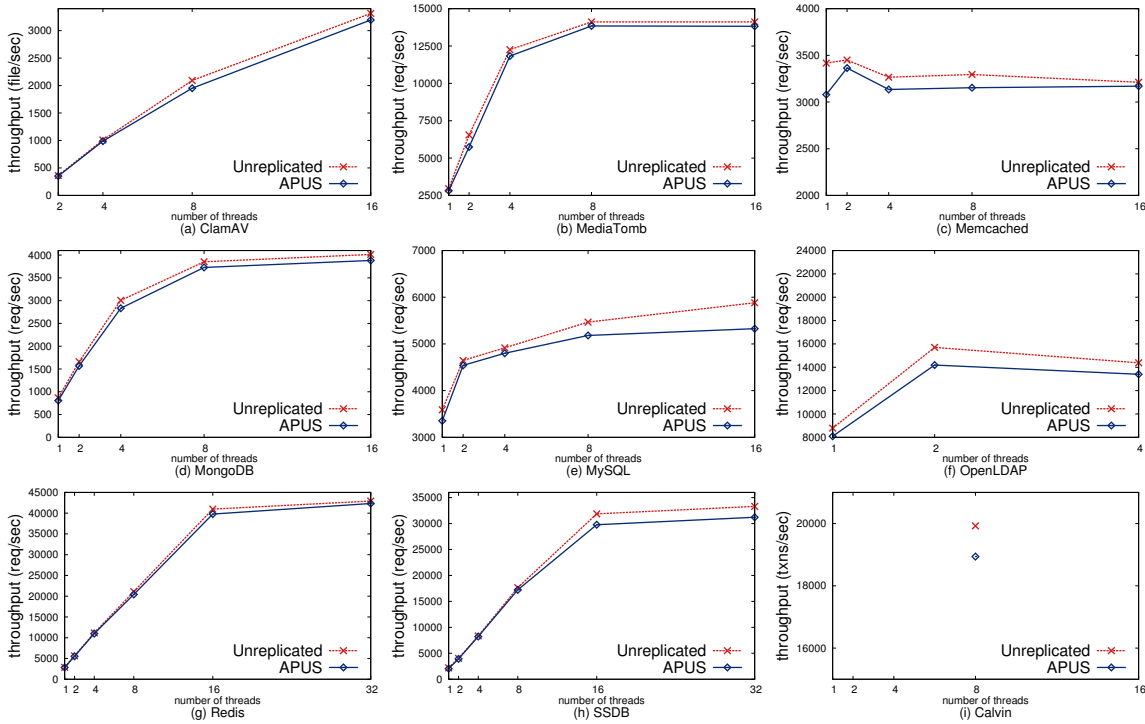 throughput (file/sec)
3000
2500
2000
1500
1000
500
0
Unreplicated
APUS
2 4 8 16
number of threads
(a) ClamAV
throughput (req/sec)
15000
12500
10000
7500
5000
2500
Unreplicated
APUS
1 2 4 8 16
number of threads
(b) MediaTomb
throughput (req/sec)
4000
3600
3200
2800
2400
2000
Unreplicated
APUS
1 2 4 8 16
number of threads
(c) Memcached
throughput (req/sec)
4000
3500
3000
2500
2000
1500
1000
500
0
Unreplicated
APUS
1 2 4 8 16
number of threads
(d) MongoDB
throughput (req/sec)
7000
6000
5000
4000
3000
Unreplicated
APUS
1 2 4 8 16
number of threads
(e) MySQL
throughput (req/sec)
24000
22000
20000
18000
16000
14000
12000
10000
8000
Unreplicated
APUS
1 2 4
number of threads
(f) OpenLDAP
throughput (req/sec)
45000
40000
35000
30000
25000
20000
15000
10000
5000
0
Unreplicated
APUS
1 2 4 8 16 32
number of threads
(g) Redis
throughput (req/sec)
35000
30000
25000
20000
15000
10000
5000
0
Unreplicated
APUS
1 2 4 8 16 32
number of threads
(h) SSDB
throughput (txns/sec)
20000
18000
16000
Unreplicated
APUS
1 2 4 8 16
number of threads
(i) Calvin